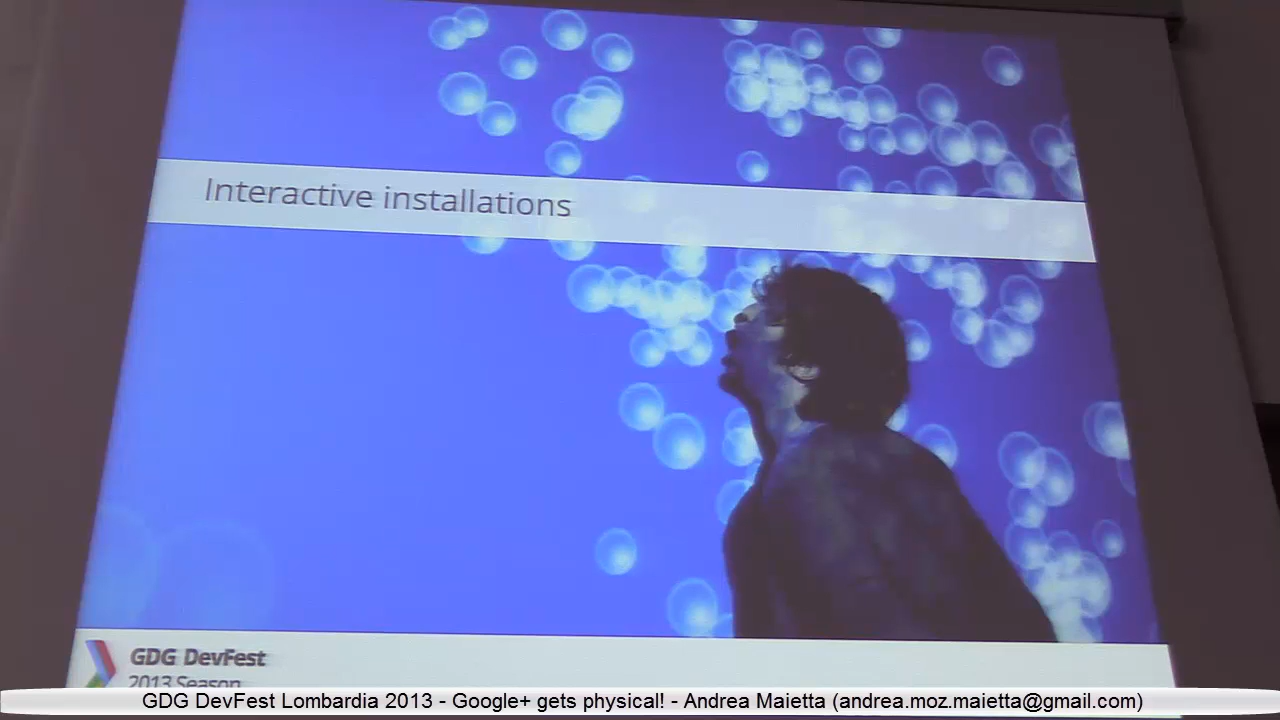 Interactive installations
GDG DevFest
2013 Season
GDG DevFest Lombardia 2013 - Google+ gets physical! - Andrea Maietta (andrea.moz.maietta@gmail.com)